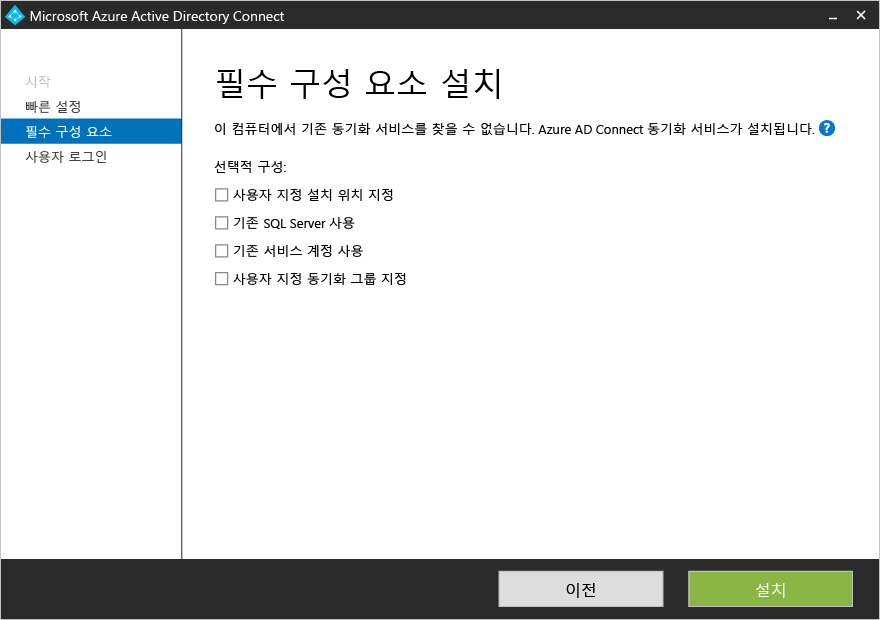 Microsoft Azure Active Directory Connect
시작
빠른 설정
필수 구성 요소
사용자 로그인
필수 구성 요소 설치
이 컴퓨터에서 기존 동기화 서비스를 찾을 수 없습니다. Azure AD Connect 동기화 서비스가 설치됩니다. ?
선택적 구성:
사용자 지정 설치 위치 지정
기존 SQL Server 사용
기존 서비스 계정 사용
사용자 지정 동기화 그룹 지정
이전
설치